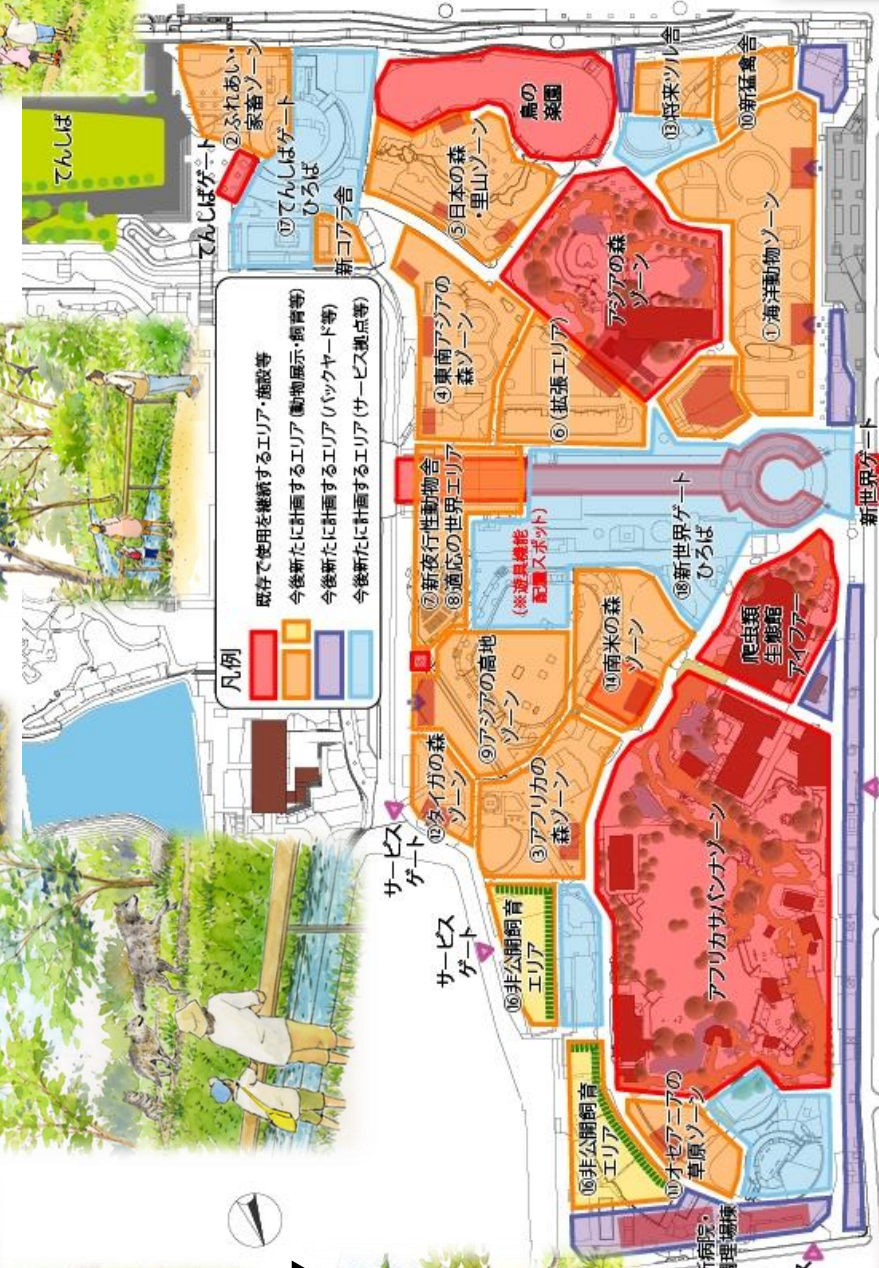 てんしば
②ふれあい・
家畜ゾーン
てんしばゲート
⑰てんしばゲート
ひろば
新コアラ舎
⑤日本の森
・里山ゾーン
鳥の
楽園
⑬将来ツル舎
⑩新猛禽舎
①海洋動物ゾーン
アジアの森
ゾーン
④東南アジアの
森ゾーン
⑥(拡張エリア)
凡例
既存で使用を継続するエリア・施設等
今後新たに計画するエリア(動物展示・飼育等)
今後新たに計画するエリア(バックヤード等)
今後新たに計画するエリア(サービス拠点等)
⑦新夜行性動物舎
⑧適応の世界エリア
(※遊具機能
配置スポット)
⑱新世界ゲート
ひろば
新世界ゲート
⑨アジアの高地
ゾーン
⑭南米の森
ゾーン
爬虫類
生態館
アイファー
⑫タイガの森
ゾーン
③アフリカの
森ゾーン
サービス
ゲート
サービス
ゲート
⑯非公開飼育
エリア
アフリカサバンナゾーン
⑯非公開飼育
エリア
⑪オセアニアの
草原ゾーン
新病院・
調理場棟